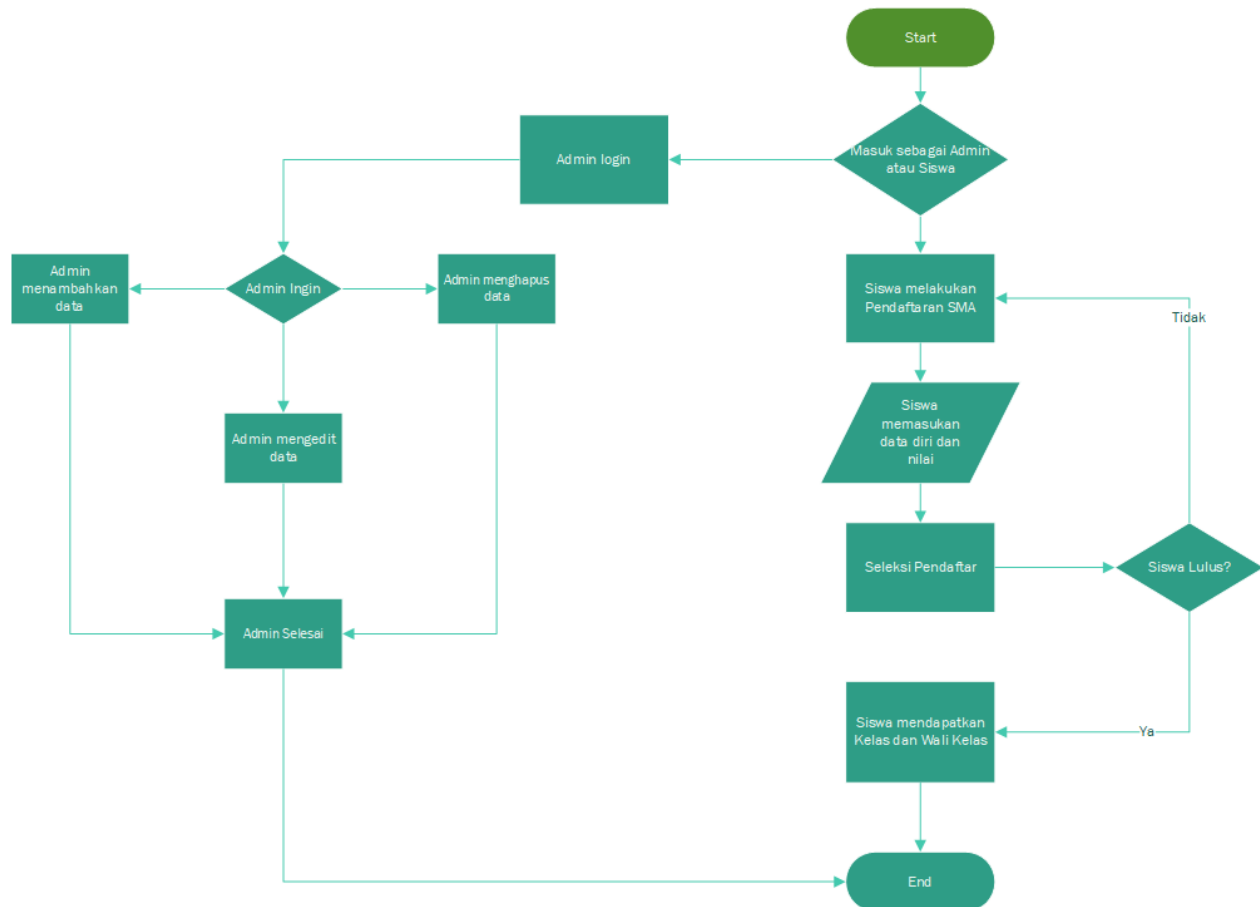 Start
Masuk sebagai Admin
atau Siswa
Admin login
Admin
menambahkan
data
Admin Ingin
Admin menghapus
data
Siswa melakukan
Pendaftaran SMA
Tidak
Siswa
memasukan
data diri dan
nilai
Admin mengedit
data
Seleksi Pendaftar
Siswa Lulus?
Admin Selesai
Siswa mendapatkan
Kelas dan Wali Kelas
Ya
End